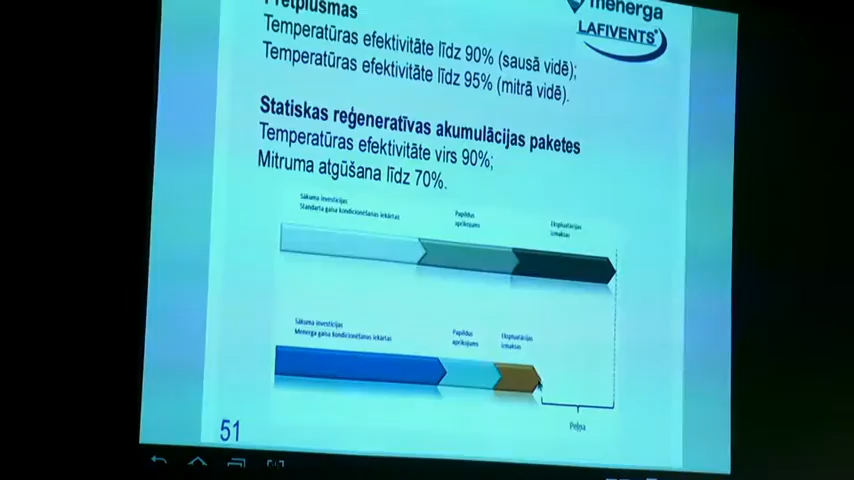 Pretplūsmas
menerga
LAFIVENTS
Temperatūras efektivitāte līdz 90% (sausā vidē);
Temperatūras efektivitāte līdz 95% (mitrā vidē).
Statiskas reģeneratīvas akumulācijas paketes
Temperatūras efektivitāte virs 90%;
Mitruma atgūšana līdz 70%.
Sākuma investīcijas
Standarta gaisa kondicionēšanas iekārtas
Papildus
aprīkojums
Ekspluatācijas
izmaksas
Sākuma investīcijas
Menerga gaisa kondicionēšanas iekārtas
Papildus
aprīkojums
Ekspluatācijas
izmaksas
Peļņa
51